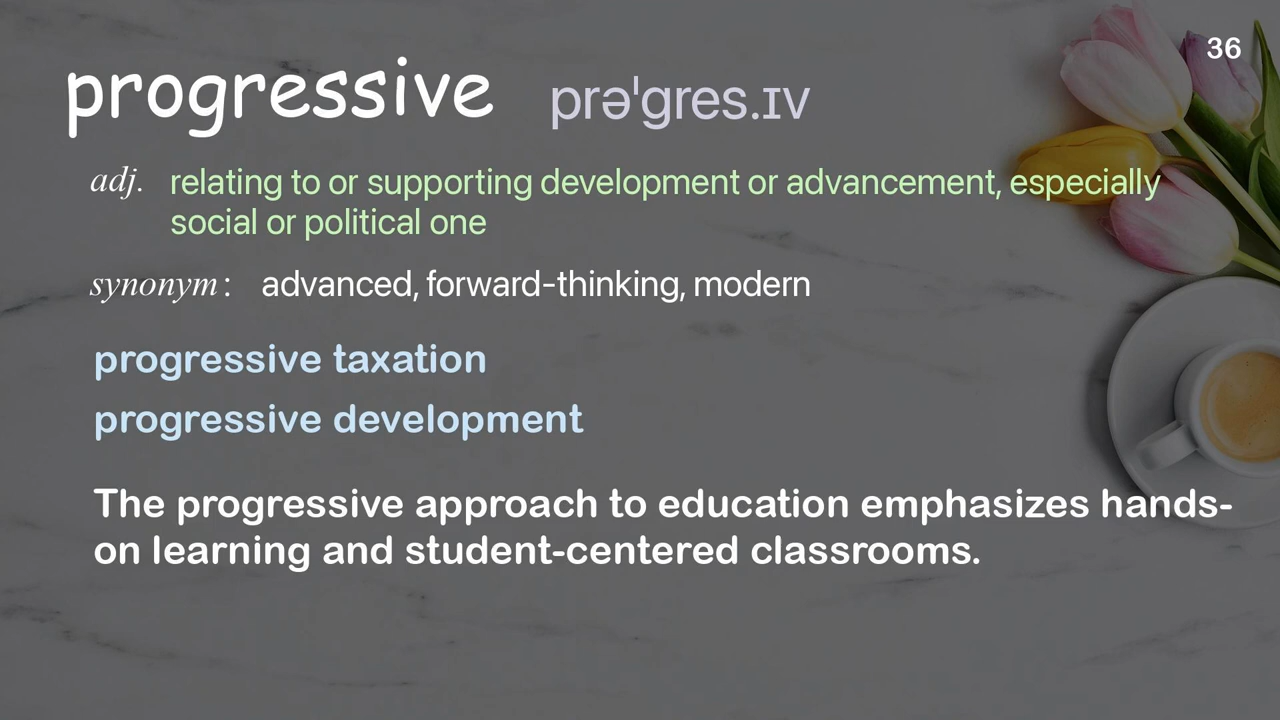 36
progressive prəˈgres.ɪv
adj. relating to or supporting development or advancement, especially
social or political one
synonym: advanced, forward-thinking, modern
progressive taxation
progressive development
The progressive approach to education emphasizes hands-
on learning and student-centered classrooms.